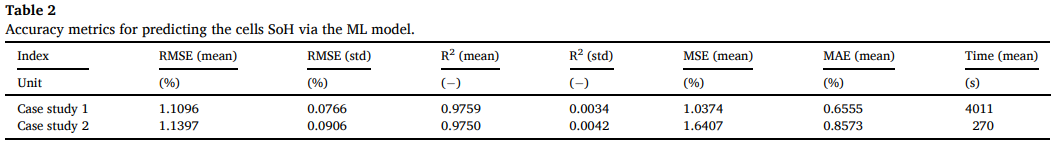 Table 2
Accuracy metrics for predicting the cells SoH via the ML model.
Index RMSE (mean) RMSE (std) R² (mean) R² (std) MSE (mean) MAE (mean) Time (mean)
Unit (%) (%) (−) (−) (%) (%) (s)
Case study 1 1.1096 0.0766 0.9759 0.0034 1.0374 0.6555 4011
Case study 2 1.1397 0.0906 0.9750 0.0042 1.6407 0.8573 270